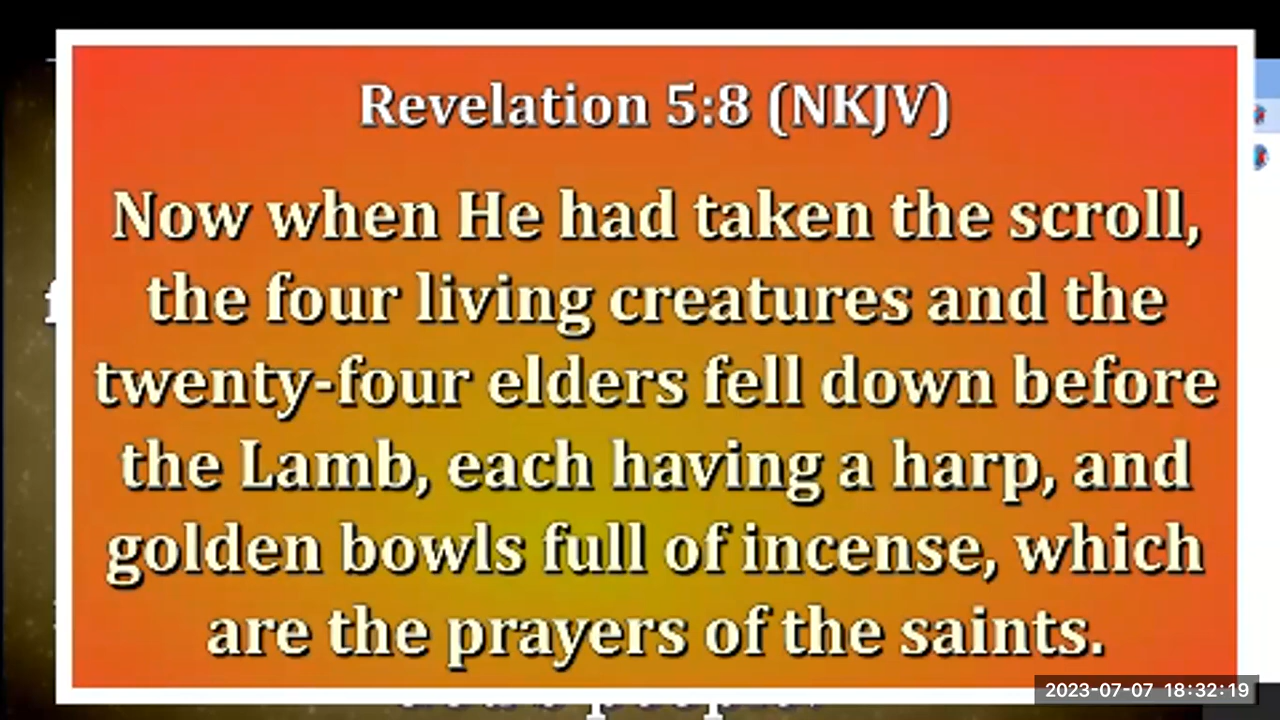 Revelation 5:8 (NKJV)
Now when He had taken the scroll,
the four living creatures and the
twenty-four elders fell down before
the Lamb, each having a harp, and
golden bowls full of incense, which
are the prayers of the saints.
2023-07-07 18:32:19